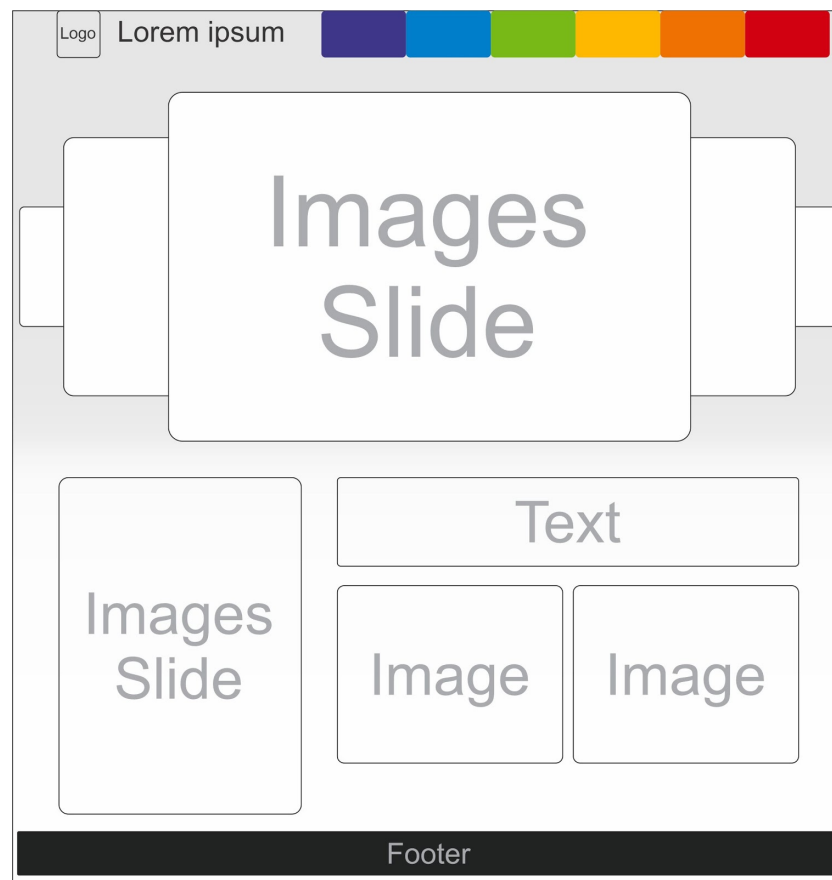 Logo
Lorem ipsum
Images
Slide
Images
Slide
Text
Image
Image
Footer